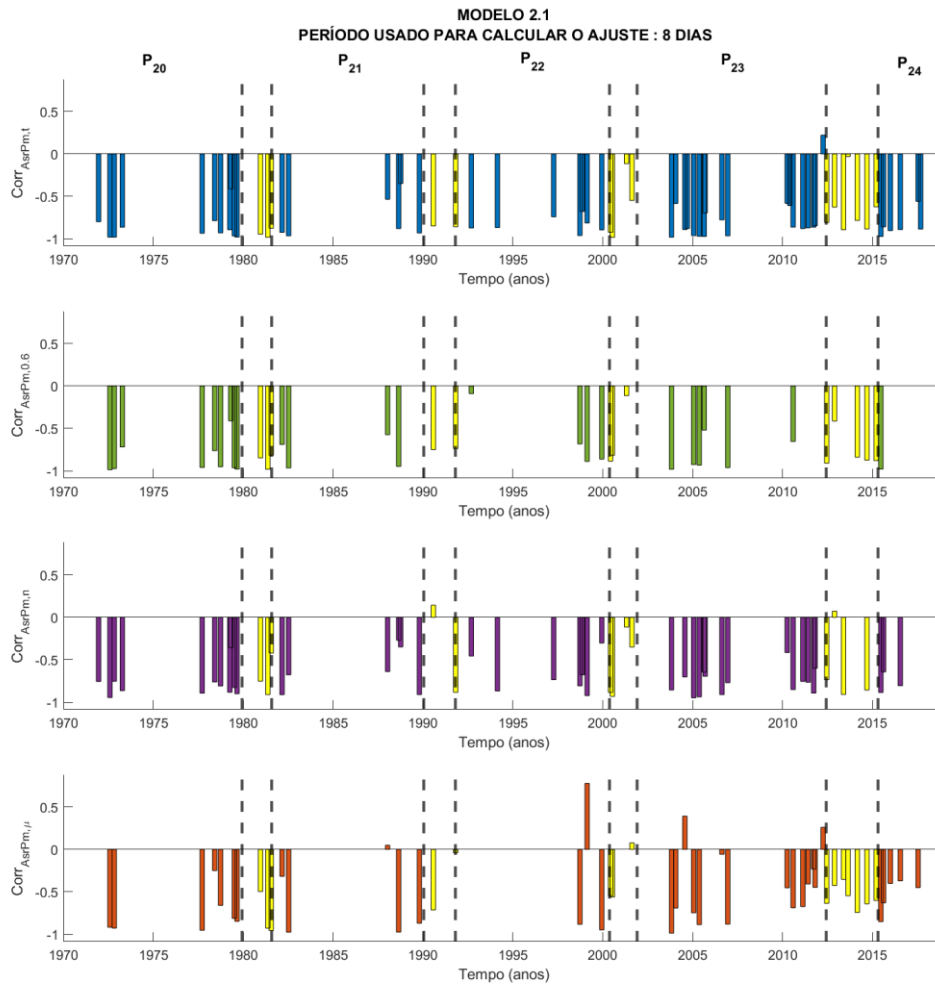 MODELO 2.1
PERÍODO USADO PARA CALCULAR O AJUSTE : 8 DIAS
P20 P21 P22 P23 P24
CorrAsrPm,t
0.5
0
-0.5
-1
1970 1975 1980 1985 1990 1995 2000 2005 2010 2015
Tempo (anos)
CorrAsrPm,0.6
0.5
0
-0.5
-1
1970 1975 1980 1985 1990 1995 2000 2005 2010 2015
Tempo (anos)
CorrAsrPm,n
0.5
0
-0.5
-1
1970 1975 1980 1985 1990 1995 2000 2005 2010 2015
Tempo (anos)
CorrAsrPm,μ
0.5
0
-0.5
-1
1970 1975 1980 1985 1990 1995 2000 2005 2010 2015
Tempo (anos)